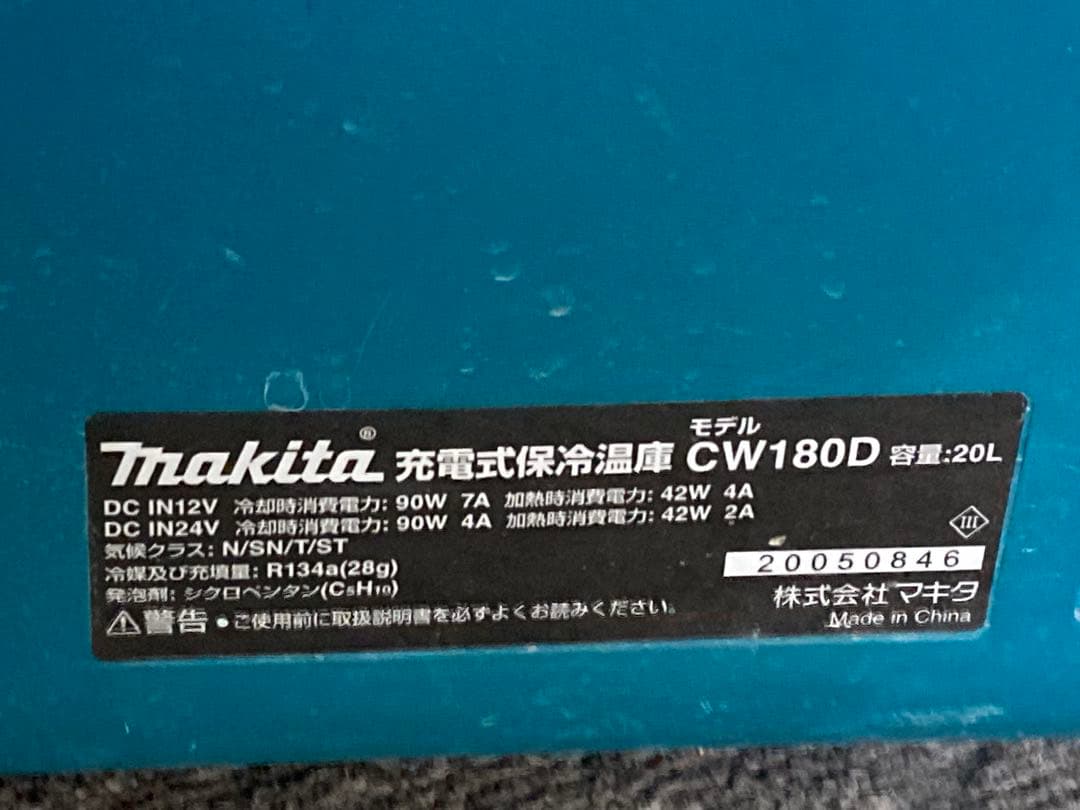 makita® 充電式保冷温庫 モデル CW180D 容量:20L
DC IN12V 冷却時消費電力: 90W 7A 加熱時消費電力: 42W 4A
DC IN24V 冷却時消費電力: 90W 4A 加熱時消費電力: 42W 2A
気候クラス: N/SN/T/ST
冷媒及び充填量: R134a(28g)
発泡剤: シクロペンタン(C₅H₁₀)
⚠警告 ●ご使用前に取扱説明書を必ずよくお読みください。
III
20050846
株式会社 マキタ
Made in China